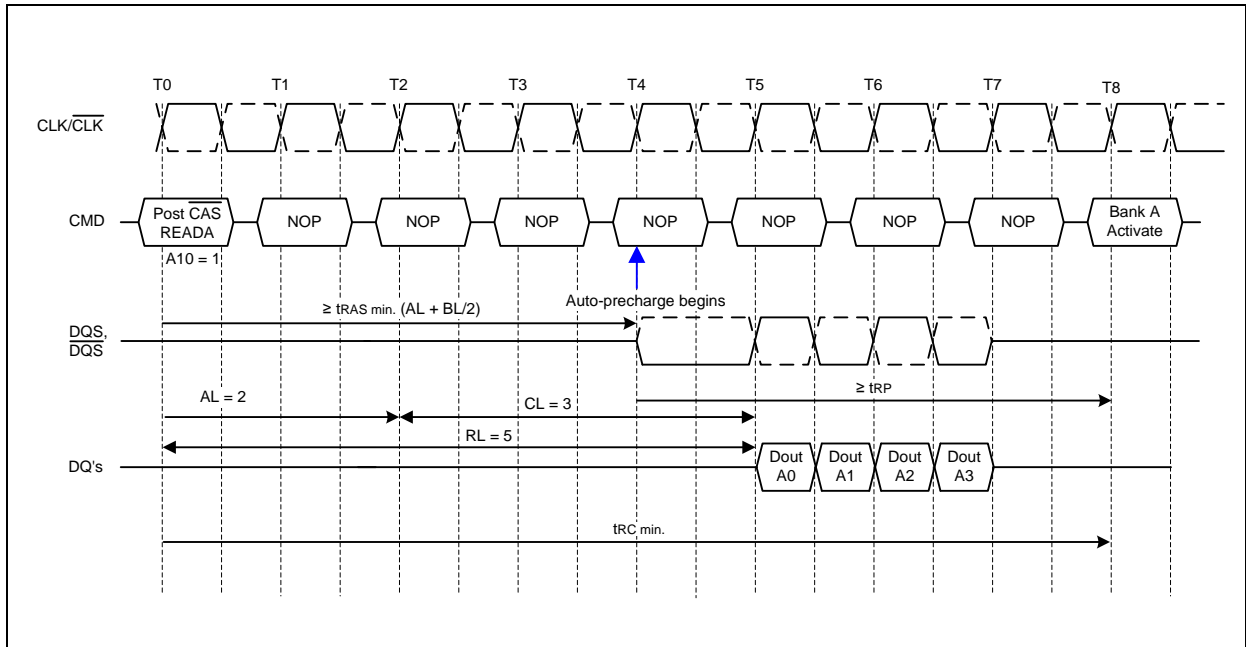 T0 T1 T2 T3 T4 T5 T6 T7 T8
CLK/CLK
CMD
Post CAS
READA
NOP
NOP
NOP
NOP
NOP
NOP
NOP
Bank A
Activate
A10 = 1
Auto-precharge begins
≥ tRAS min. (AL + BL/2)
DQS,
DQS
≥ tRP
AL = 2
CL = 3
RL = 5
DQ's
Dout
A0
Dout
A1
Dout
A2
Dout
A3
tRC min.